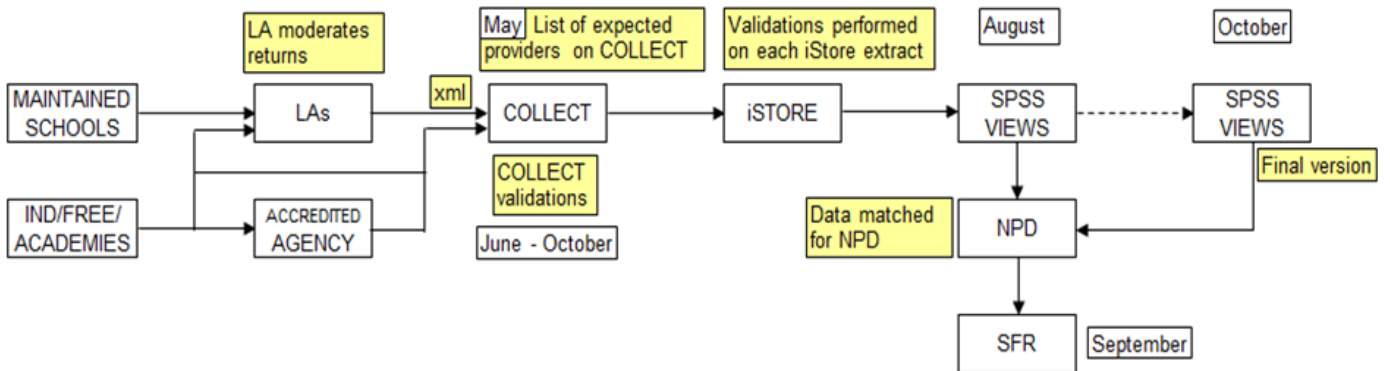 LA moderates
returns
May List of expected
providers on COLLECT
Validations performed
on each iStore extract
August
October
MAINTAINED
SCHOOLS
LAs
xml
COLLECT
iSTORE
SPSS
VIEWS
SPSS
VIEWS
COLLECT
validations
Final version
IND/FREE/
ACADEMIES
ACCREDITED
AGENCY
June - October
Data matched
for NPD
NPD
SFR
September